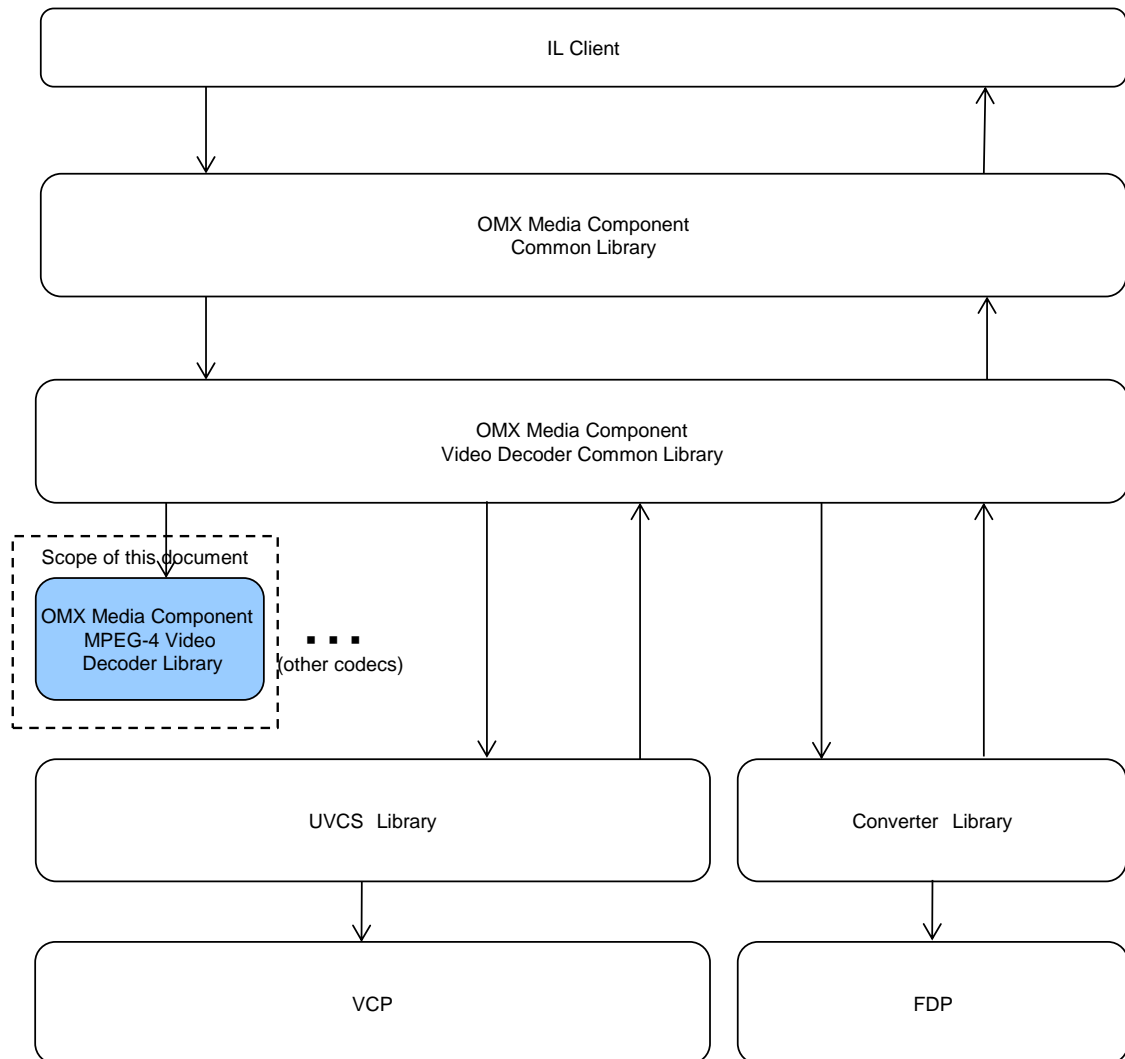 IL Client
OMX Media Component
Common Library
OMX Media Component
Video Decoder Common Library
Scope of this document
OMX Media Component
MPEG-4 Video
Decoder Library
...
(other codecs)
UVCS Library
Converter Library
VCP
FDP